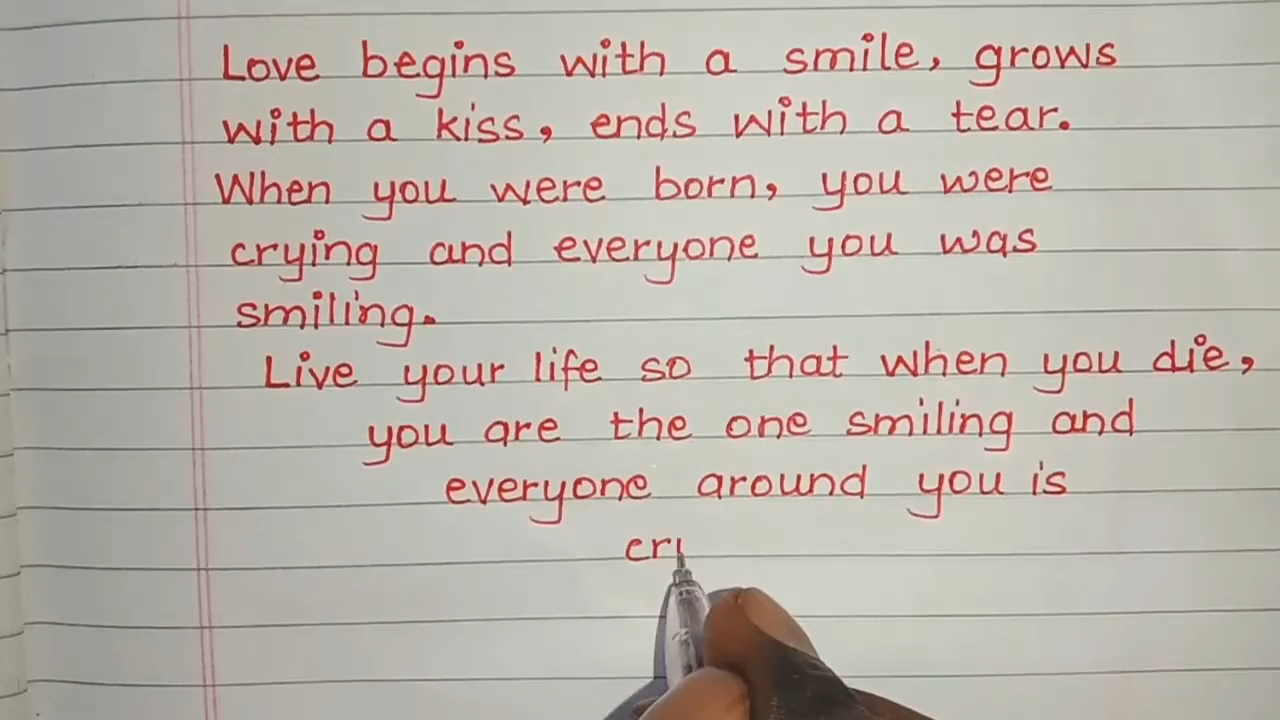 Love begins with a smile, grows
with a kiss, ends with a tear.
When you were born, you were
crying and everyone you was
smiling.
Live your life so that when you die,
you are the one smiling and
everyone around you is